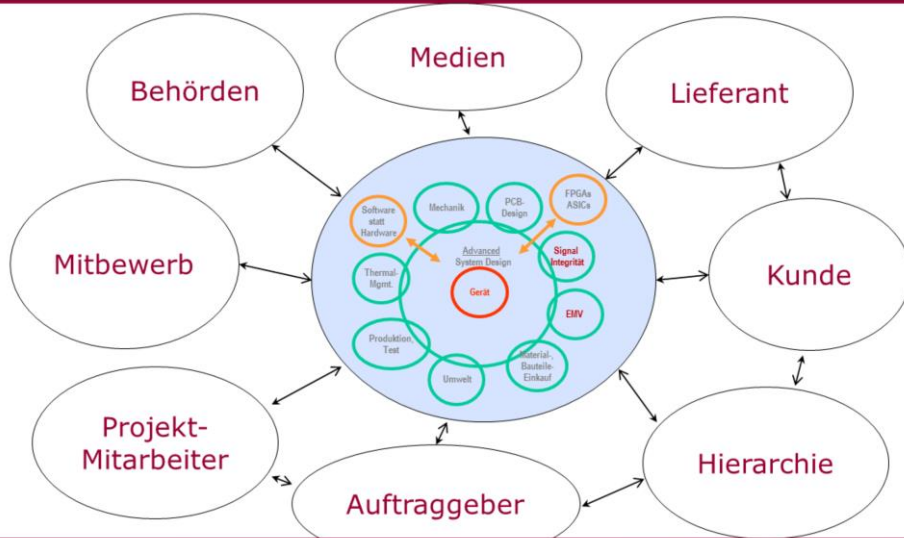 Medien
Behörden
Lieferant
Software
statt
Hardware
Mechanik
PCB-
Design
FPGAs
ASICs
Mitbewerb
Thermal-
Mgmt.
Advanced
System Design
Signal
Integrität
Gerät
Kunde
EMV
Produktion,
Test
Umwelt
Material-,
Bauteile-
Einkauf
Projekt-
Mitarbeiter
Auftraggeber
Hierarchie